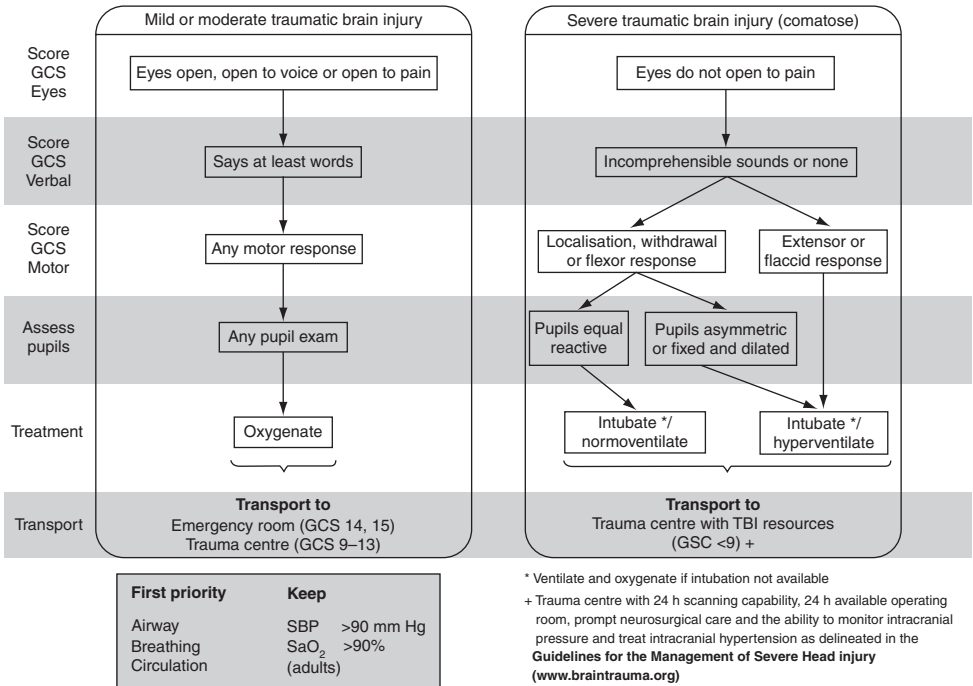 Mild or moderate traumatic brain injury
Severe traumatic brain injury (comatose)
Score
GCS
Eyes
Eyes open, open to voice or open to pain
Eyes do not open to pain
Score
GCS
Verbal
Says at least words
Incomprehensible sounds or none
Score
GCS
Motor
Any motor response
Localisation, withdrawal
or flexor response
Extensor or
flaccid response
Assess
pupils
Any pupil exam
Pupils equal
reactive
Pupils asymmetric
or fixed and dilated
Treatment
Oxygenate
Intubate */
normoventilate
Intubate */
hyperventilate
Transport
Transport to
Emergency room (GCS 14, 15)
Trauma centre (GCS 9–13)
Transport to
Trauma centre with TBI resources
(GSC <9) +
First priority Keep
Airway SBP >90 mm Hg
Breathing SaO2 >90%
Circulation (adults)
* Ventilate and oxygenate if intubation not available
+ Trauma centre with 24 h scanning capability, 24 h available operating
room, prompt neurosurgical care and the ability to monitor intracranial
pressure and treat intracranial hypertension as delineated in the
Guidelines for the Management of Severe Head injury
(www.braintrauma.org)